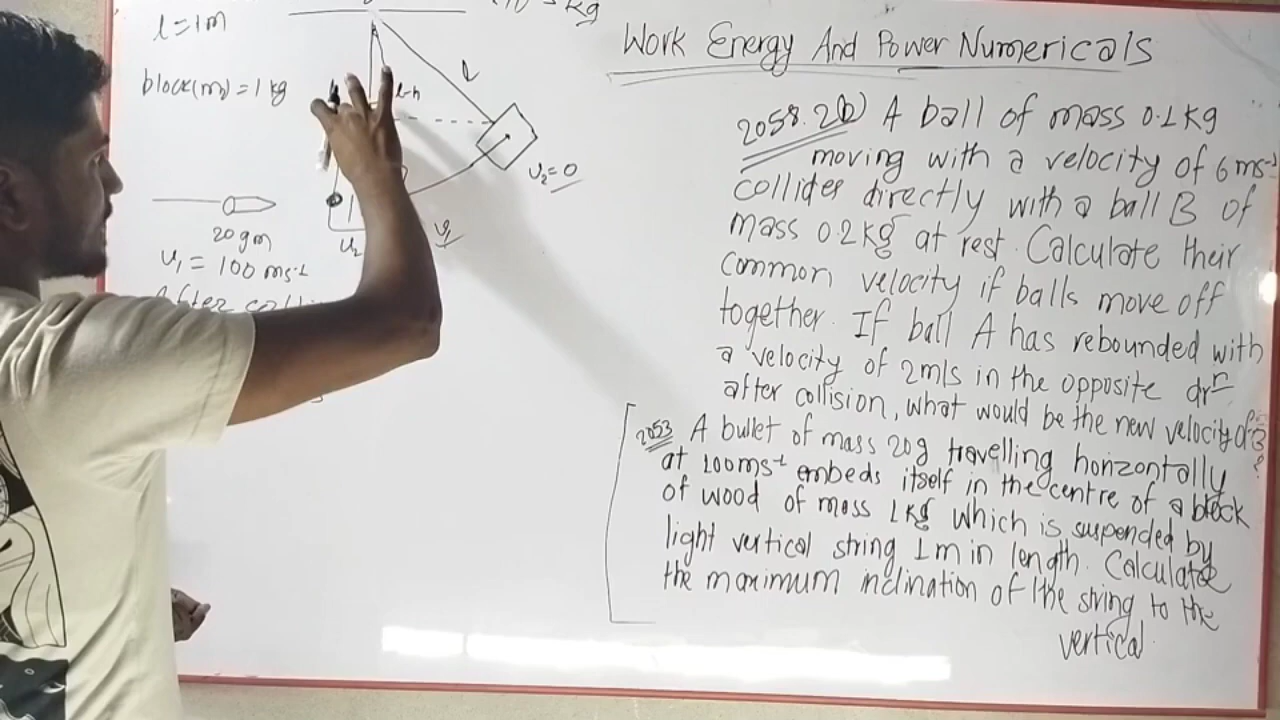 l = 1m
kg
block(m₂) = 1 kg
l
l-h
v₂ = 0
20 gm
u₂
u₁ = 100 ms⁻¹
After
Work Energy And Power Numericals
2058. 2(b) A ball of mass 0.1 kg
moving with a velocity of 6 ms⁻¹
collides directly with a ball B of
mass 0.2 kg at rest. Calculate their
common velocity if balls move off
together. If ball A has rebounded with
a velocity of 2m/s in the opposite drⁿ
after collision, what would be the new velocity of B
?
2053 A bullet of mass 20g travelling horizontally
at 100ms⁻¹ embeds itself in the centre of a block
of wood of mass 1 kg which is suspended by
light vertical string 1m in length. Calculate
the maximum inclination of the string to the
vertical.